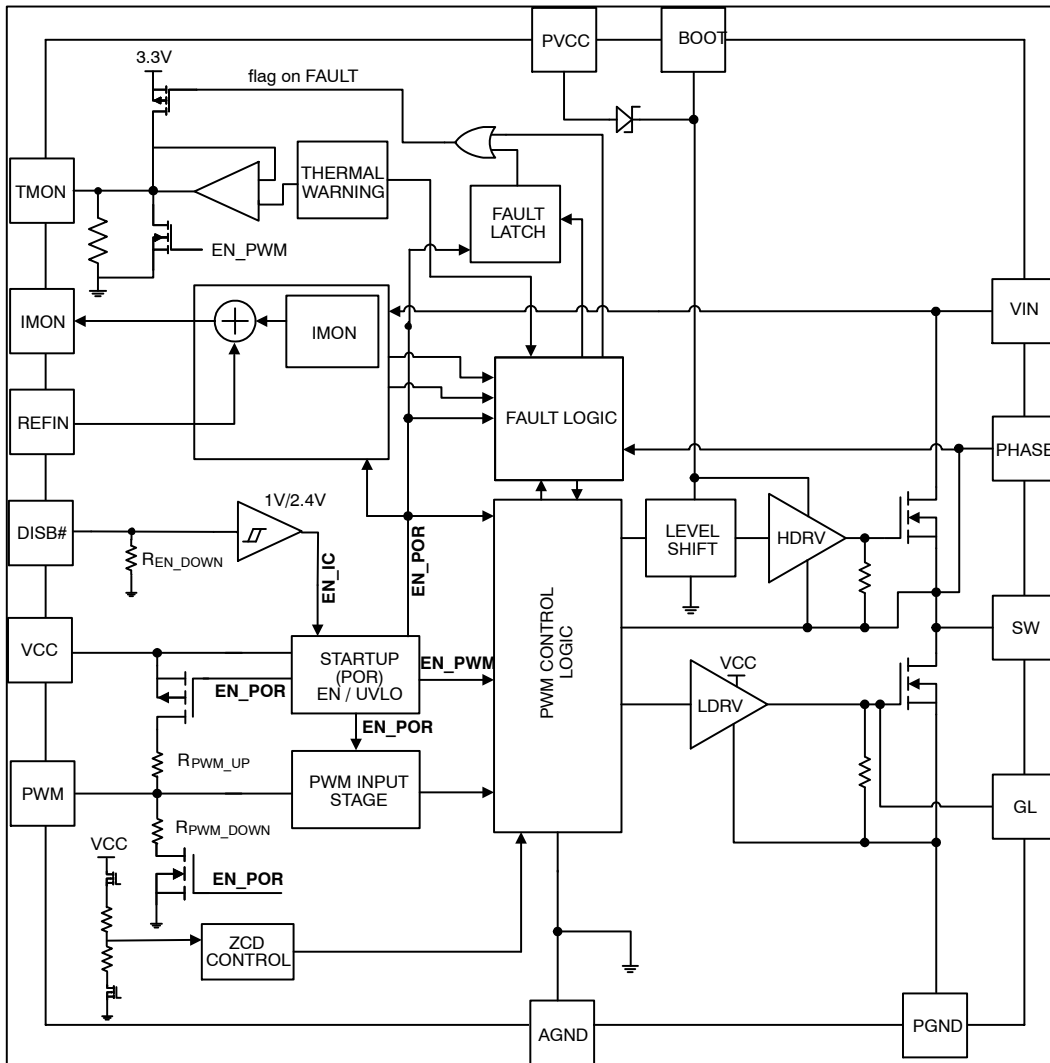 PVCC
BOOT
3.3V
flag on FAULT
THERMAL
WARNING
TMON
FAULT
LATCH
EN_PWM
IMON
IMON
VIN
REFIN
FAULT LOGIC
PHASE
1V/2.4V
DISB#
REN_DOWN
EN_IC
EN_POR
LEVEL
SHIFT
HDRV
VCC
STARTUP
(POR)
EN / UVLO
EN_PWM
EN_POR
EN_POR
PWM CONTROL
LOGIC
SW
VCC
LDRV
RPWM_UP
PWM
PWM INPUT
STAGE
GL
RPWM_DOWN
VCC
EN_POR
ZCD
CONTROL
AGND
PGND